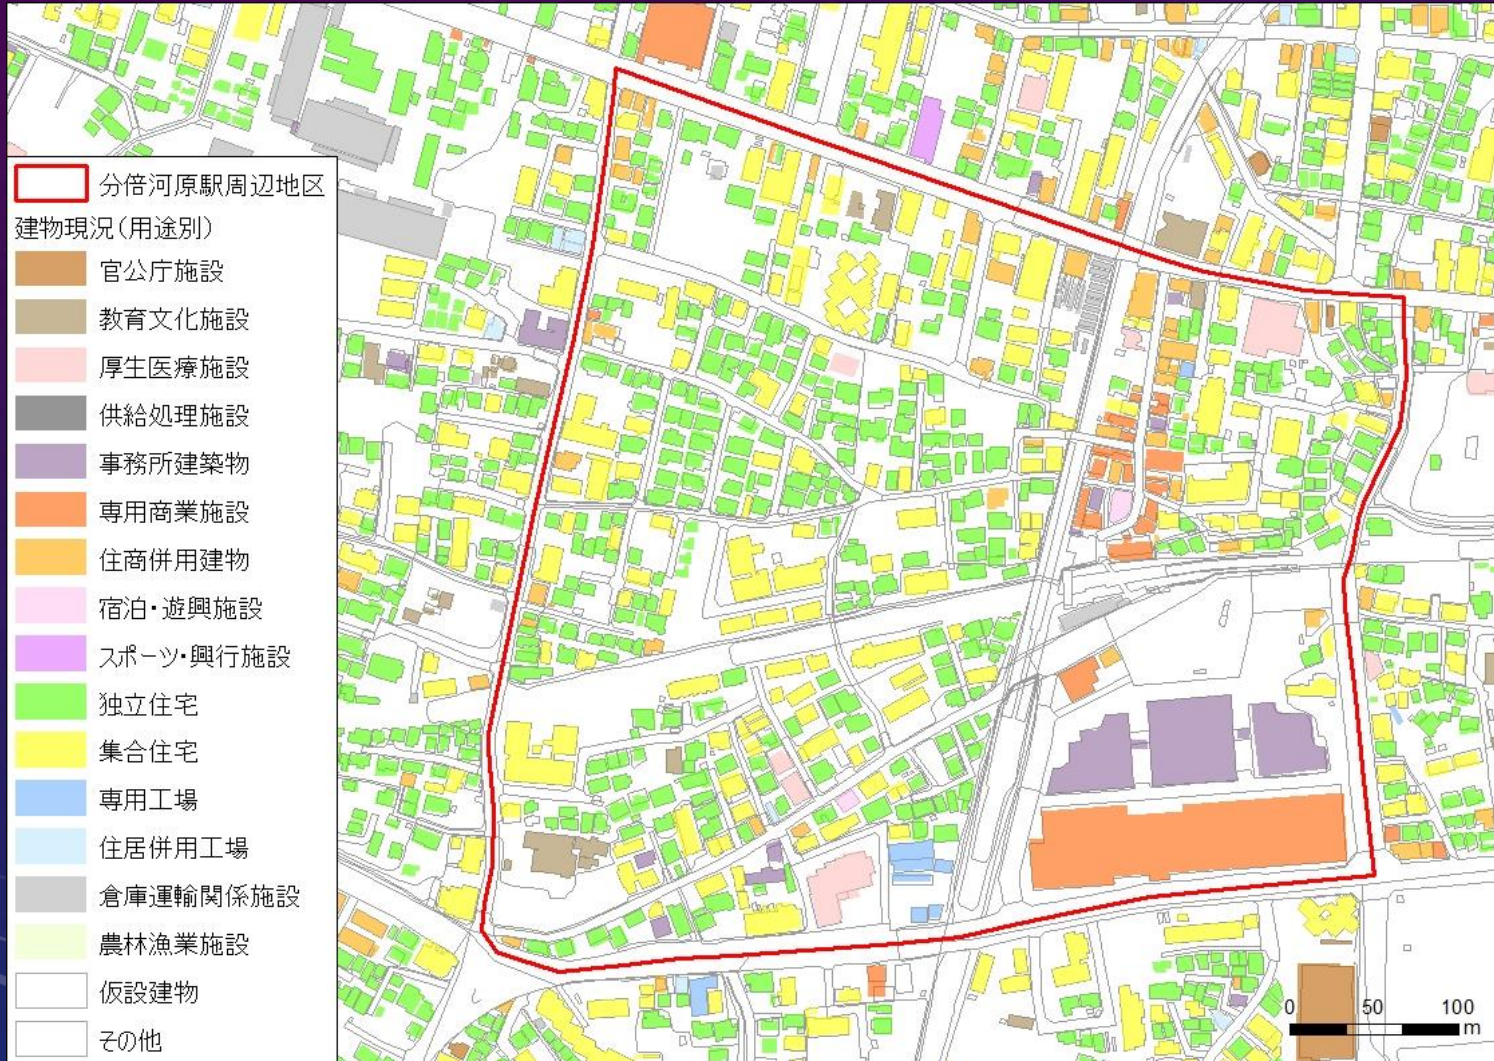 分倍河原駅周辺地区
建物現況(用途別)
官公庁施設
教育文化施設
厚生医療施設
供給処理施設
事務所建築物
専用商業施設
住商併用建物
宿泊・遊興施設
スポーツ・興行施設
独立住宅
集合住宅
専用工場
住居併用工場
倉庫運輸関係施設
農林漁業施設
仮設建物
その他
0 50 100
m